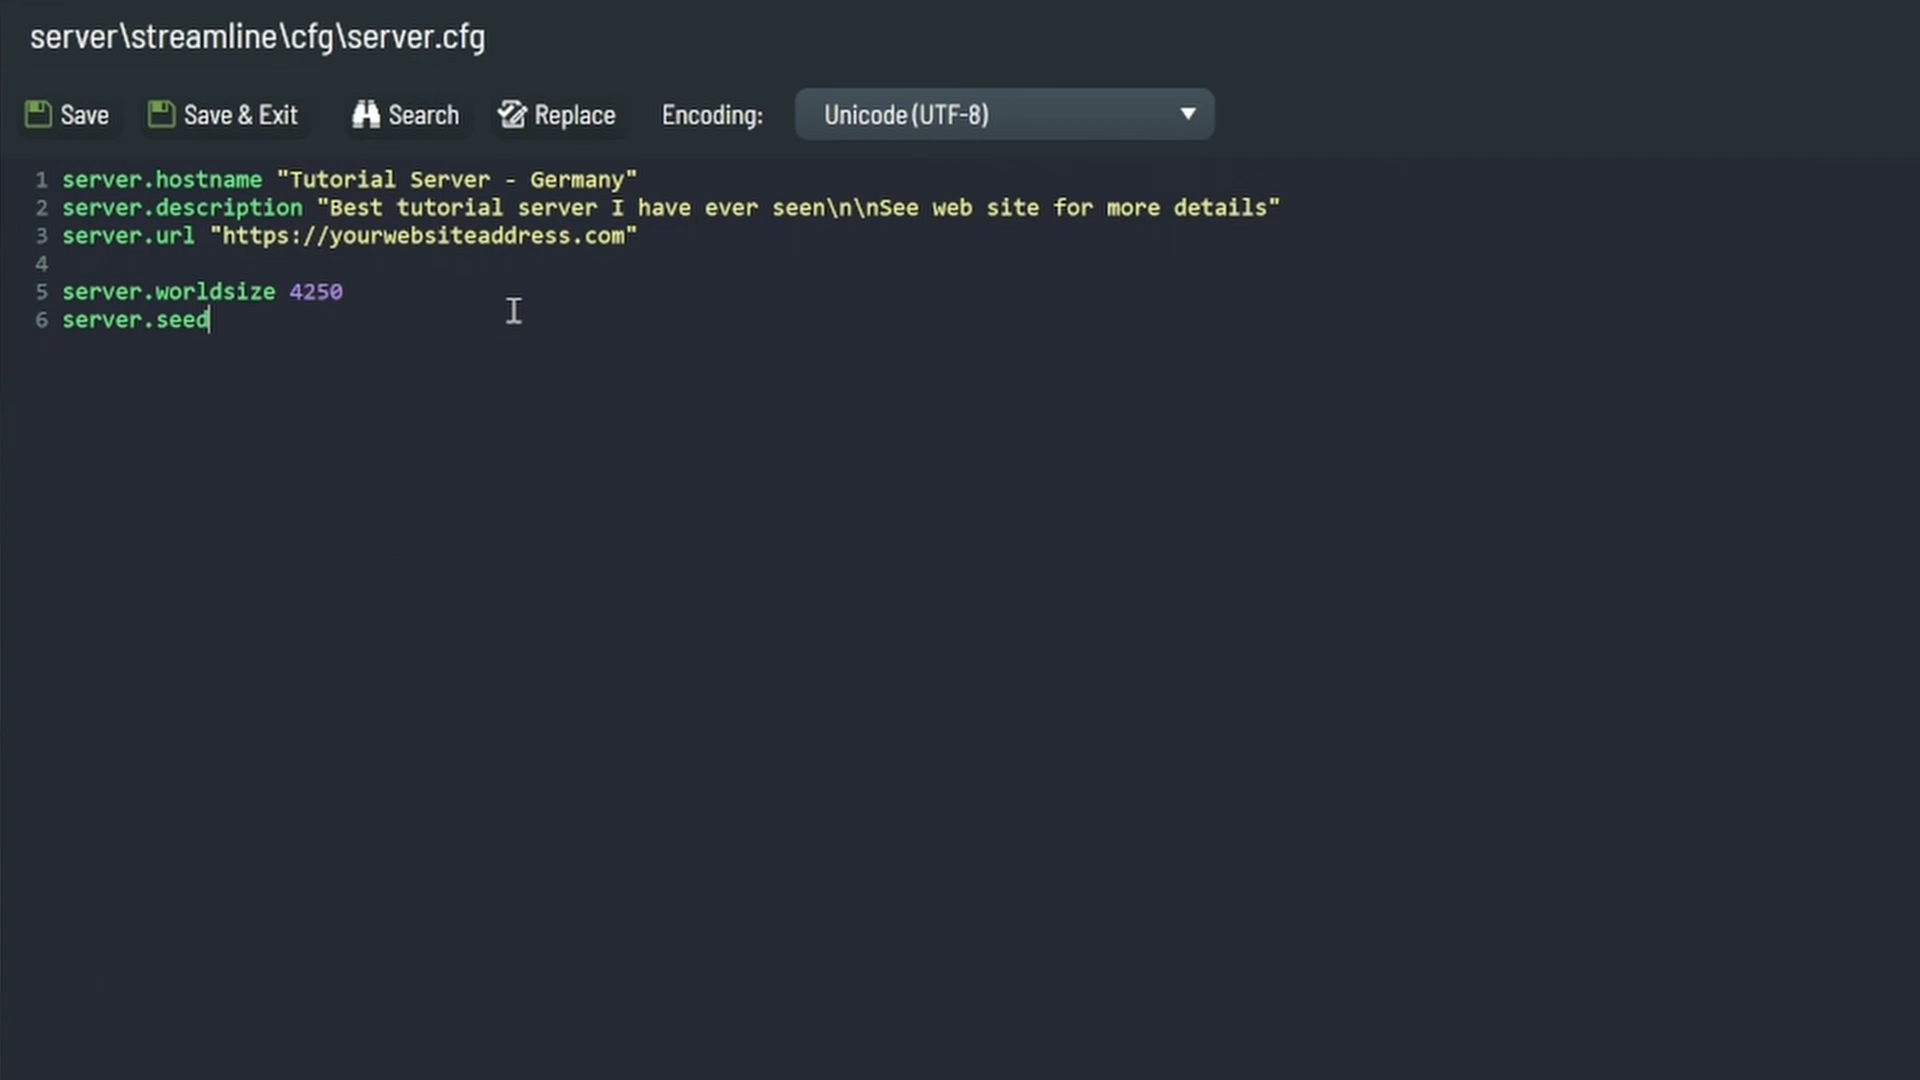 server\streamline\cfg\server.cfg
Save Save & Exit Search Replace Encoding: Unicode (UTF-8)
1 server.hostname "Tutorial Server - Germany"
2 server.description "Best tutorial server I have ever seen\n\nSee web site for more details"
3 server.url "https://yourwebsiteaddress.com"
4
5 server.worldsize 4250
6 server.seed